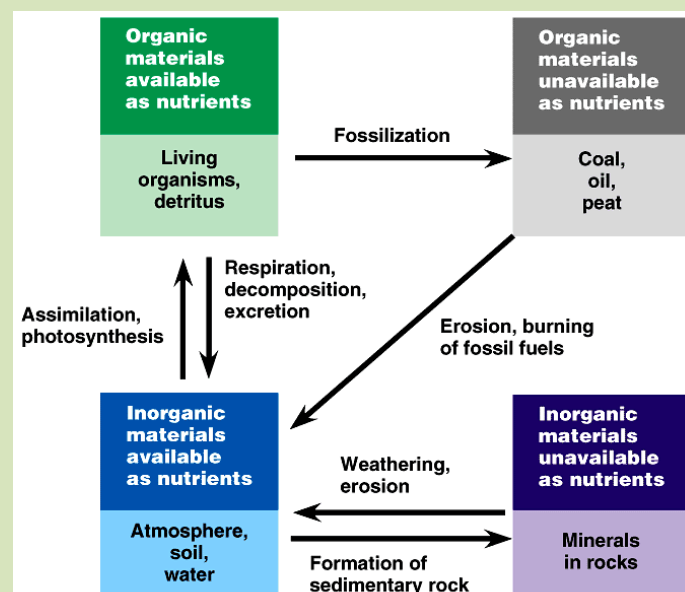 Organic
materials
available
as nutrients
Living
organisms,
detritus
Fossilization
Organic
materials
unavailable
as nutrients
Coal,
oil,
peat
Assimilation,
photosynthesis
Respiration,
decomposition,
excretion
Erosion, burning
of fossil fuels
Inorganic
materials
available
as nutrients
Atmosphere,
soil,
water
Weathering,
erosion
Formation of
sedimentary rock
Inorganic
materials
unavailable
as nutrients
Minerals
in rocks